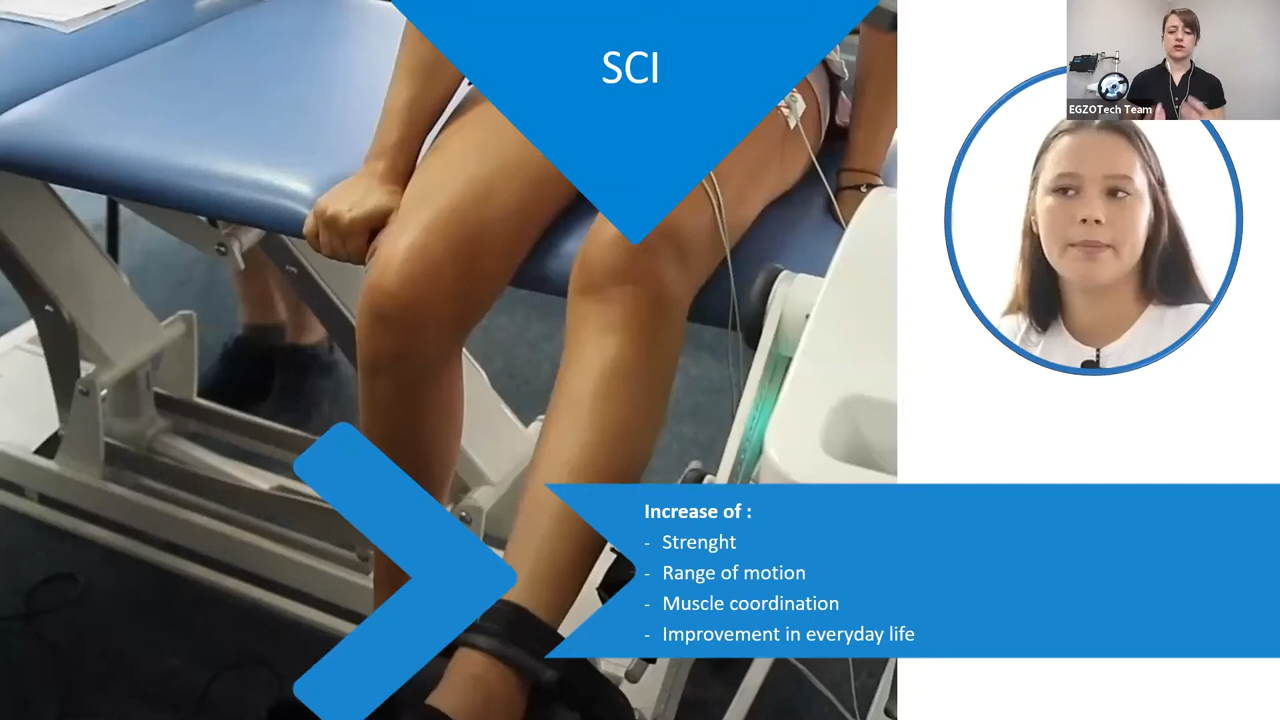 SCI
EGZOTech Team
Increase of :
- Strenght
- Range of motion
- Muscle coordination
- Improvement in everyday life